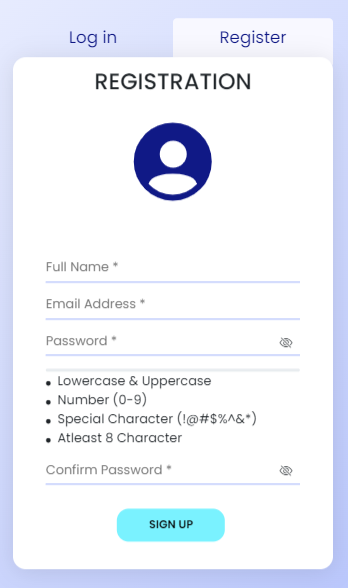 Log in
Register
REGISTRATION
Full Name *
Email Address *
Password *
Lowercase & Uppercase
Number (0-9)
Special Character (!@#$%^&*)
Atleast 8 Character
Confirm Password *
SIGN UP